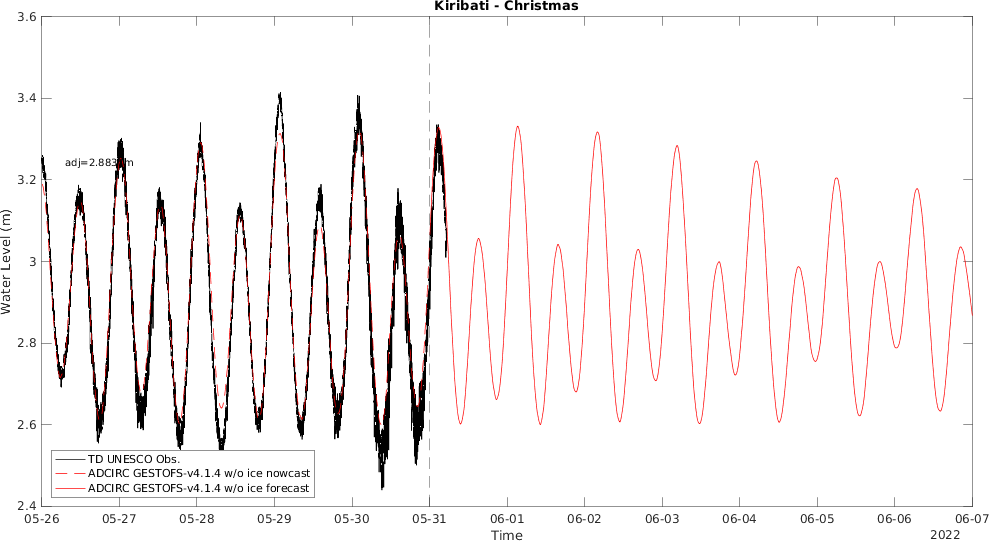 Kiribati - Christmas
3.6
3.4
3.2
3
2.8
2.6
2.4
Water Level (m)
TD UNESCO Obs.
ADCIRC GESTOFS-v4.1.4 w/o ice nowcast
ADCIRC GESTOFS-v4.1.4 w/o ice forecast
05-26 05-27 05-28 05-29 05-30 05-31 06-01 06-02 06-03 06-04 06-05 06-06 06-07
Time
2022